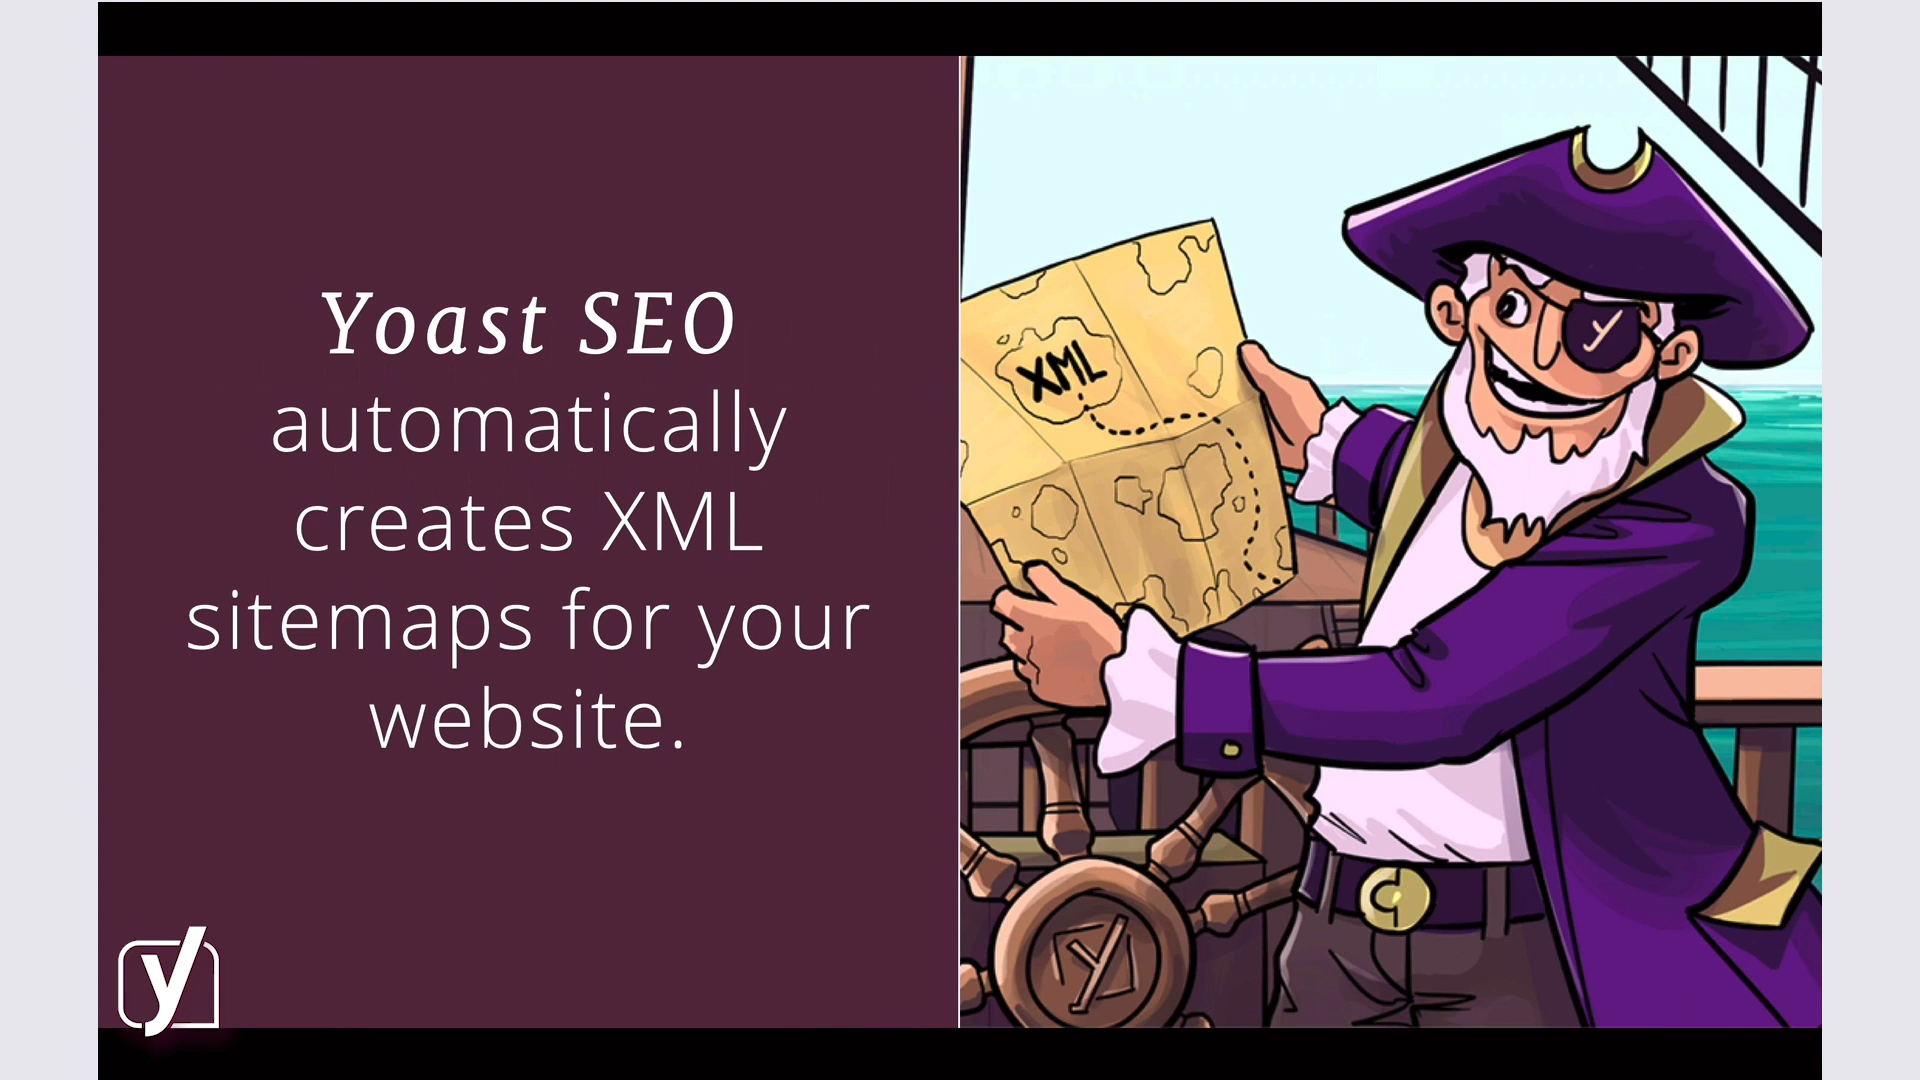 Yoast SEO
automatically
creates XML
sitemaps for your
website.
XML
y
y
y